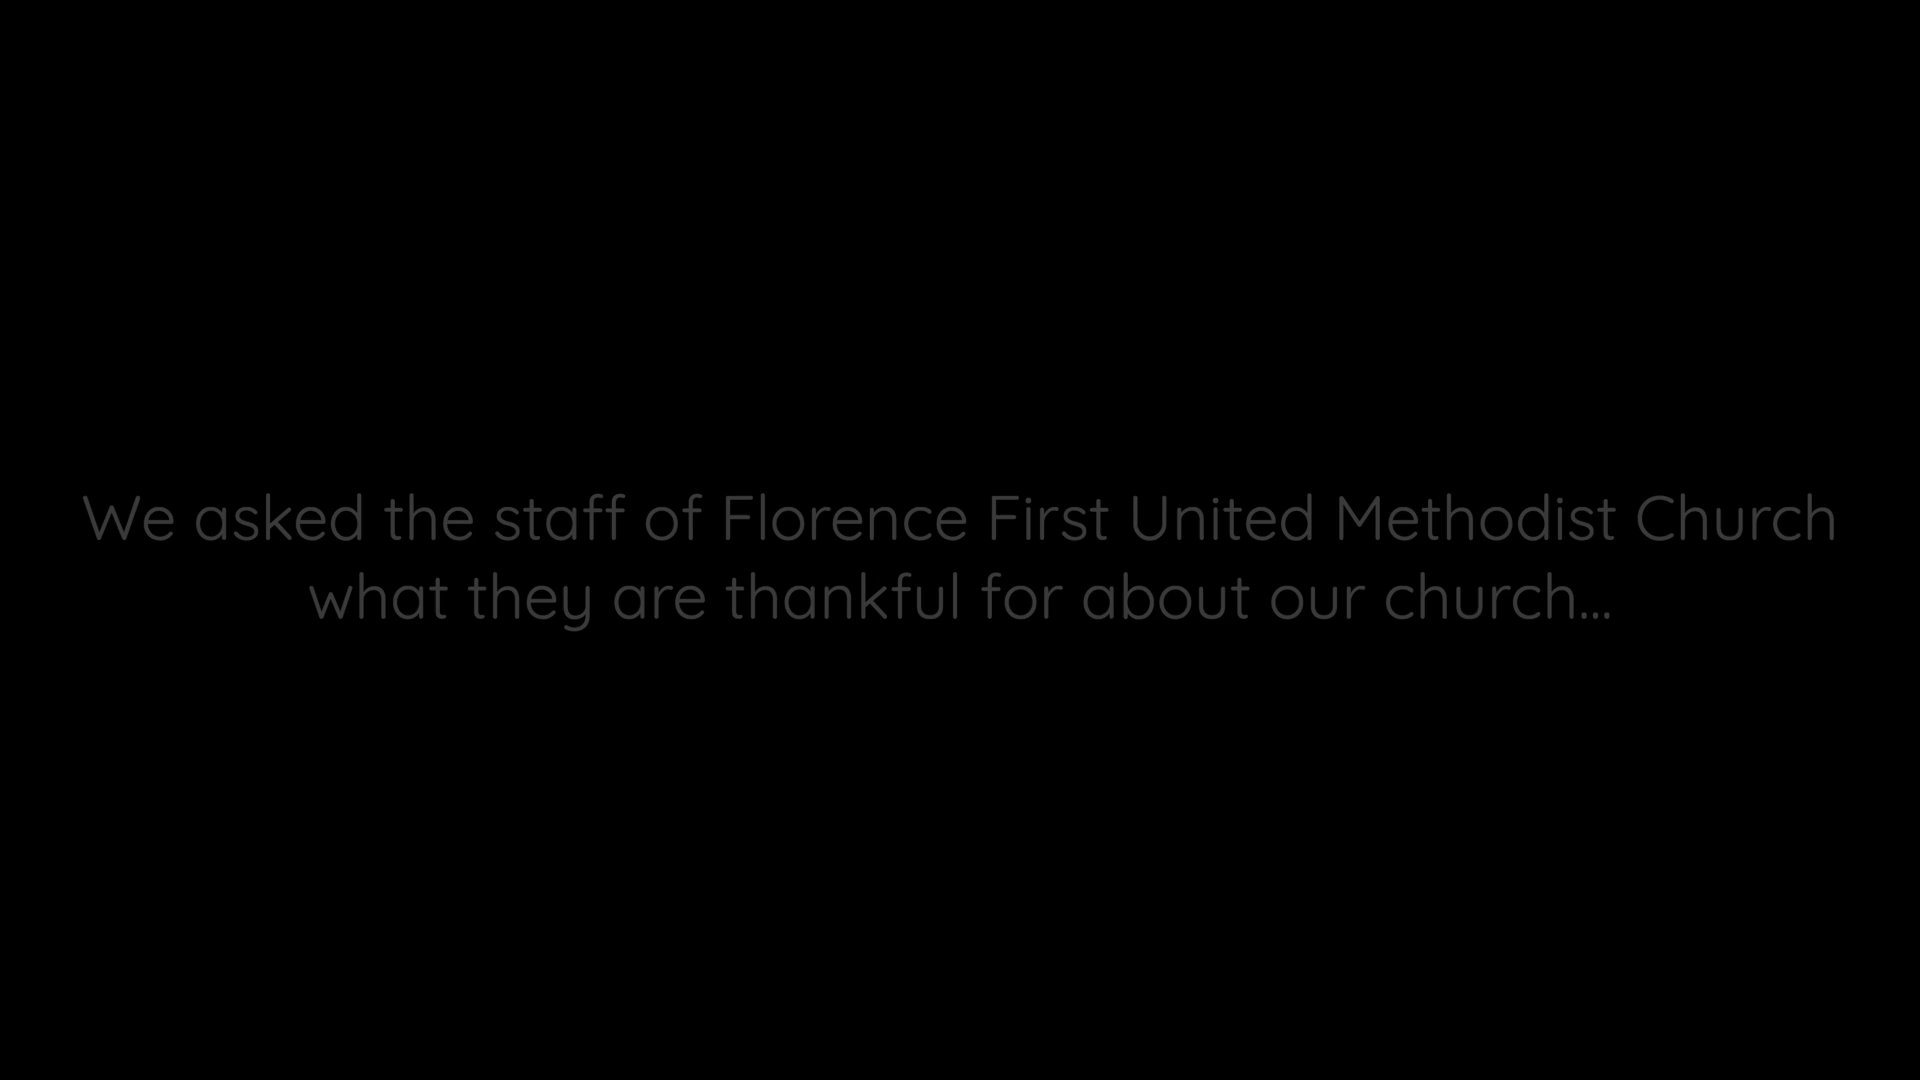 We asked the staff of Florence First United Methodist Church
what they are thankful for about our church...